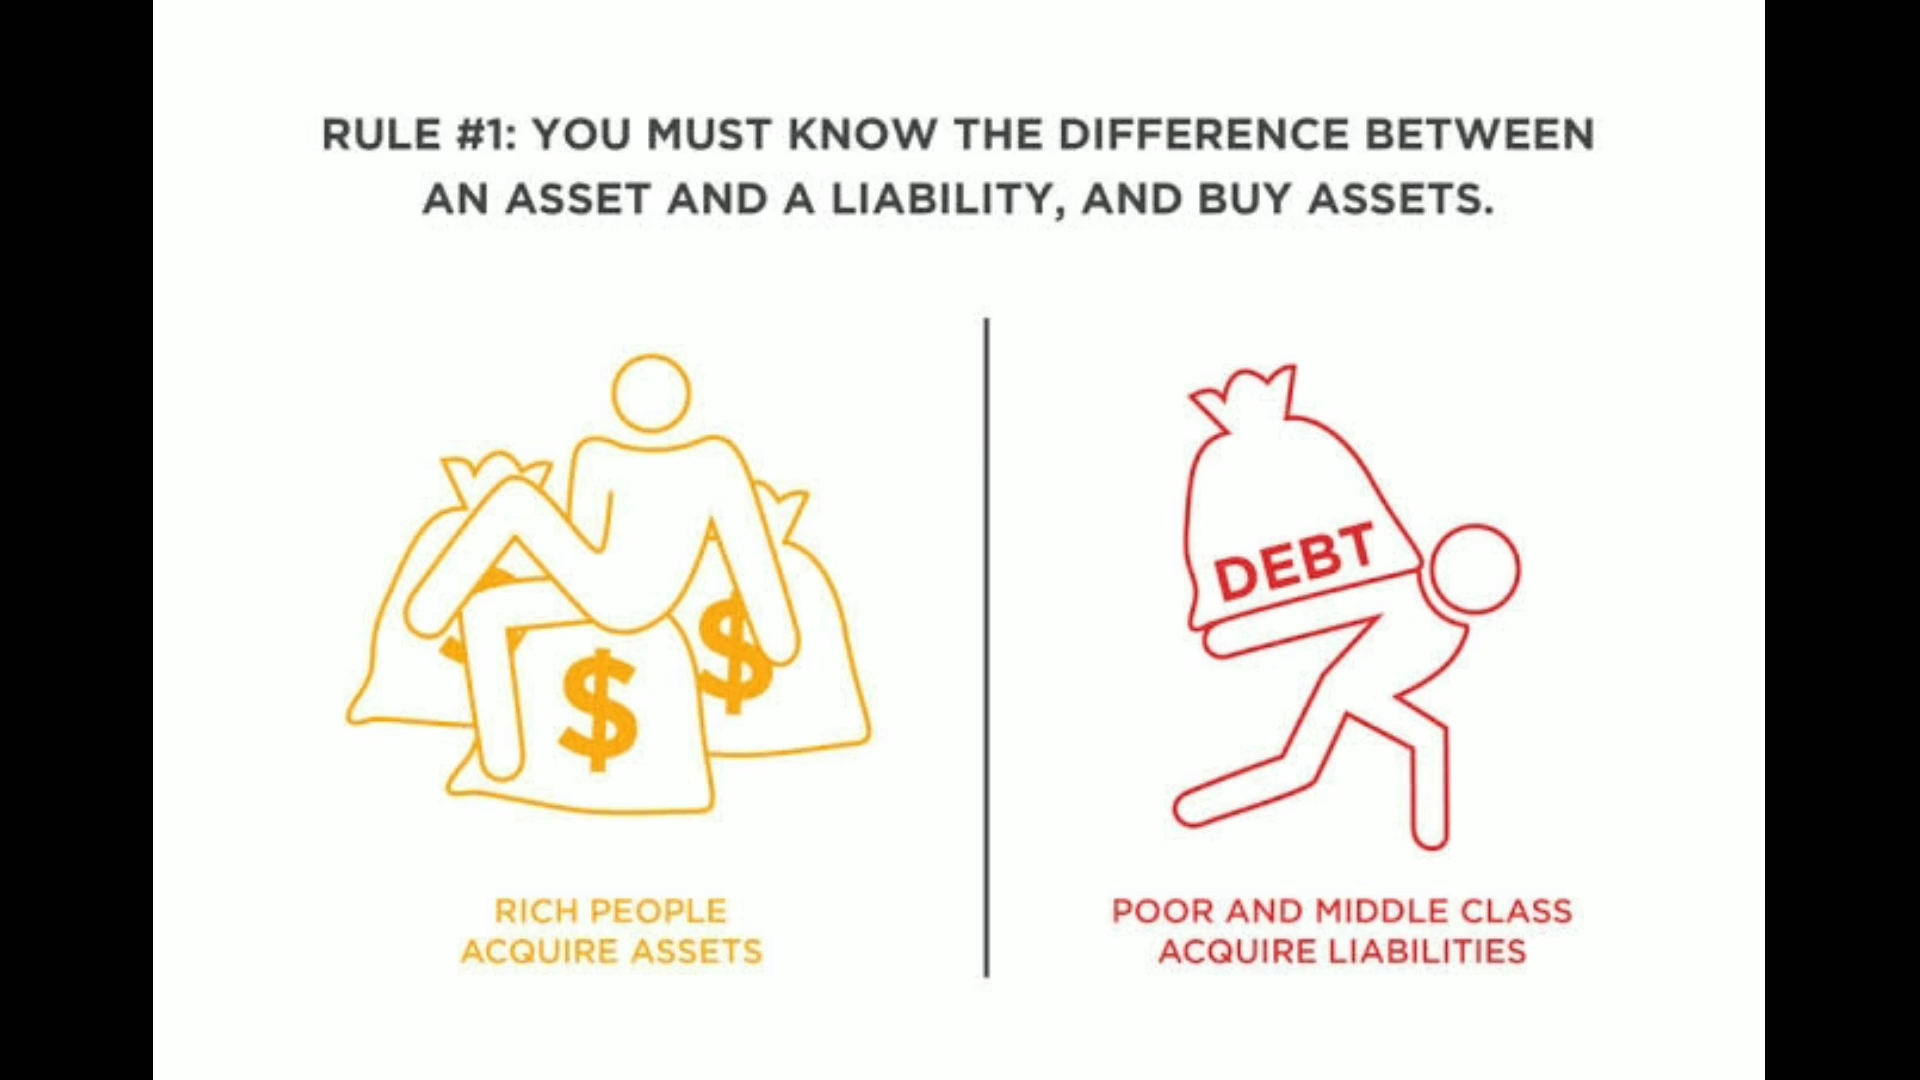 RULE #1: YOU MUST KNOW THE DIFFERENCE BETWEEN
AN ASSET AND A LIABILITY, AND BUY ASSETS.
$
$
$
DEBT
RICH PEOPLE
ACQUIRE ASSETS
POOR AND MIDDLE CLASS
ACQUIRE LIABILITIES